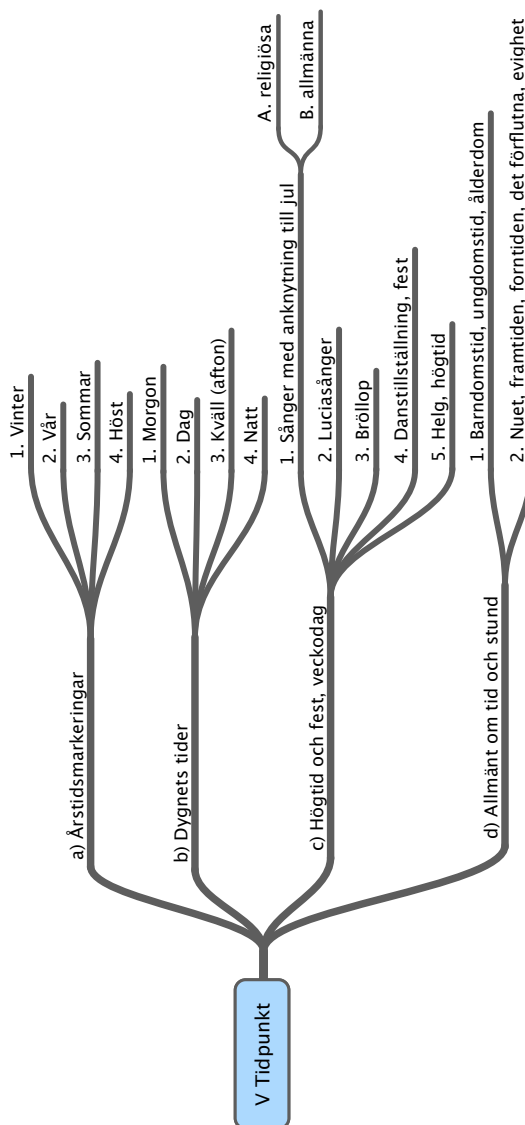 V Tidpunkt
a) Årstidsmarkeringar
1. Vinter
2. Vår
3. Sommar
4. Höst
b) Dygnets tider
1. Morgon
2. Dag
3. Kväll (afton)
4. Natt
c) Högtid och fest, veckodag
1. Sånger med anknytning till jul
A. religiösa
B. allmänna
2. Luciasånger
3. Bröllop
4. Danstillställning, fest
5. Helg, högtid
d) Allmänt om tid och stund
1. Barndomstid, ungdomstid, ålderdom
2. Nuet, framtiden, forntiden, det förflutna, evighet